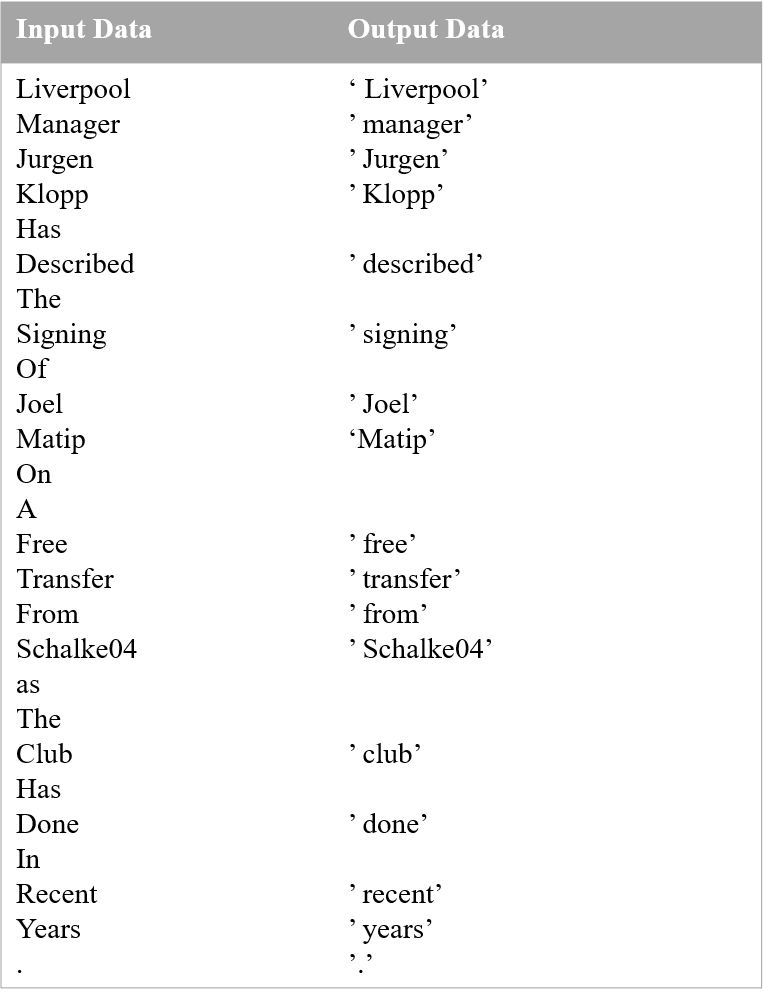 Input Data Output Data
Liverpool ‘ Liverpool’
Manager ’ manager’
Jurgen ’ Jurgen’
Klopp ’ Klopp’
Has
Described ’ described’
The
Signing ’ signing’
Of
Joel ’ Joel’
Matip ‘Matip’
On
A
Free ’ free’
Transfer ’ transfer’
From ’ from’
Schalke04 ’ Schalke04’
as
The
Club ’ club’
Has
Done ’ done’
In
Recent ’ recent’
Years ’ years’
. ’.’